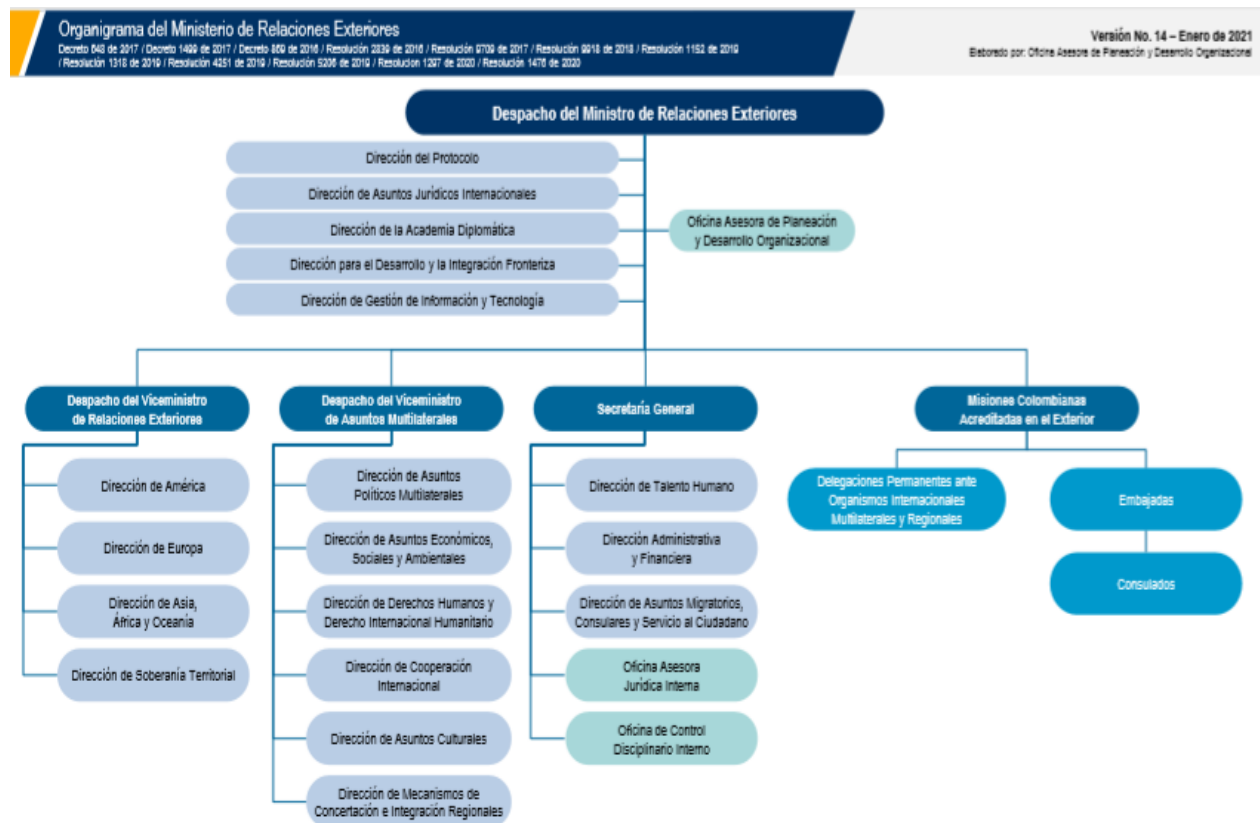 Organigrama del Ministerio de Relaciones Exteriores
Decreto 648 de 2017 / Decreto 1499 de 2017 / Decreto 869 de 2016 / Resolución 2839 de 2016 / Resolución 9709 de 2017 / Resolución 9918 de 2018 / Resolución 1152 de 2019
/ Resolución 1318 de 2019 / Resolución 4251 de 2019 / Resolución 5206 de 2019 / Resolucion 1297 de 2020 / Resolución 1476 de 2020
Versión No. 14 – Enero de 2021
Elaborado por: Oficina Asesora de Planeación y Desarrollo Organizacional
Despacho del Ministro de Relaciones Exteriores
Dirección del Protocolo
Dirección de Asuntos Jurídicos Internacionales
Dirección de la Academia Diplomática
Dirección para el Desarrollo y la Integración Fronteriza
Dirección de Gestión de Información y Tecnología
Oficina Asesora de Planeación
y Desarrollo Organizacional
Despacho del Viceministro
de Relaciones Exteriores
Dirección de América
Dirección de Europa
Dirección de Asia,
África y Oceanía
Dirección de Soberanía Territorial
Despacho del Viceministro
de Asuntos Multilaterales
Dirección de Asuntos
Políticos Multilaterales
Dirección de Asuntos Económicos,
Sociales y Ambientales
Dirección de Derechos Humanos y
Derecho Internacional Humanitario
Dirección de Cooperación
Internacional
Dirección de Asuntos Culturales
Dirección de Mecanismos de
Concertación e Integración Regionales
Secretaría General
Dirección de Talento Humano
Dirección Administrativa
y Financiera
Dirección de Asuntos Migratorios,
Consulares y Servicio al Ciudadano
Oficina Asesora
Jurídica Interna
Oficina de Control
Disciplinario Interno
Misiones Colombianas
Acreditadas en el Exterior
Delegaciones Permanentes ante
Organismos Internacionales
Multilaterales y Regionales
Embajadas
Consulados